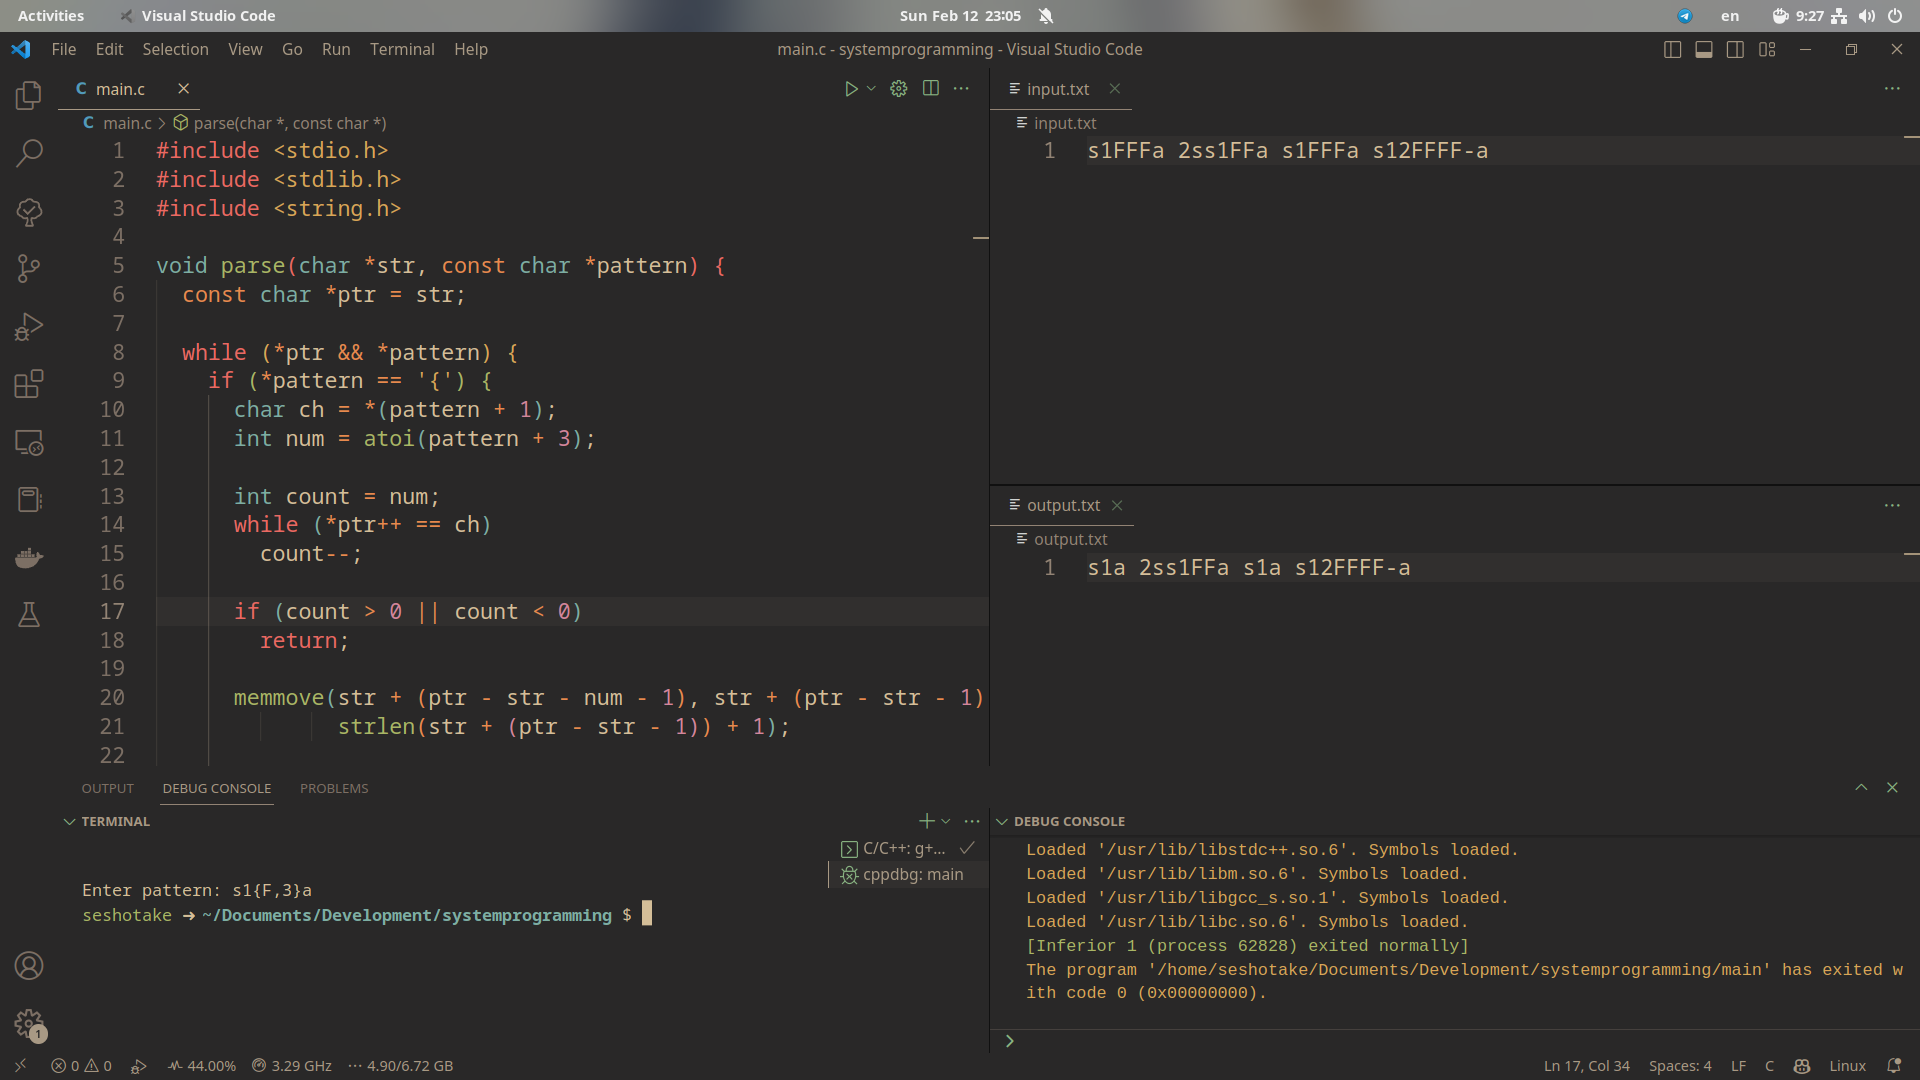 Activities Visual Studio Code Sun Feb 12 23:05 en 9:27
File Edit Selection View Go Run Terminal Help main.c - systemprogramming - Visual Studio Code
C main.c
C main.c > parse(char *, const char *)
1 #include <stdio.h>
2 #include <stdlib.h>
3 #include <string.h>
4
5 void parse(char *str, const char *pattern) {
6 const char *ptr = str;
7
8 while (*ptr && *pattern) {
9 if (*pattern == '{') {
10 char ch = *(pattern + 1);
11 int num = atoi(pattern + 3);
12
13 int count = num;
14 while (*ptr++ == ch)
15 count--;
16
17 if (count > 0 || count < 0)
18 return;
19
20 memmove(str + (ptr - str - num - 1), str + (ptr - str - 1)
21 strlen(str + (ptr - str - 1)) + 1);
22
input.txt
input.txt
1 s1FFFa 2ss1FFa s1FFFa s12FFFF-a
output.txt
output.txt
1 s1a 2ss1FFa s1a s12FFFF-a
OUTPUT DEBUG CONSOLE PROBLEMS
TERMINAL
C/C++: g+...
cppdbg: main
Enter pattern: s1{F,3}a
seshotake ➜ ~/Documents/Development/systemprogramming $
DEBUG CONSOLE
Loaded '/usr/lib/libstdc++.so.6'. Symbols loaded.
Loaded '/usr/lib/libm.so.6'. Symbols loaded.
Loaded '/usr/lib/libgcc_s.so.1'. Symbols loaded.
Loaded '/usr/lib/libc.so.6'. Symbols loaded.
[Inferior 1 (process 62828) exited normally]
The program '/home/seshotake/Documents/Development/systemprogramming/main' has exited w
ith code 0 (0x00000000).
1
0 0 44.00% 3.29 GHz 4.90/6.72 GB Ln 17, Col 34 Spaces: 4 LF C Linux